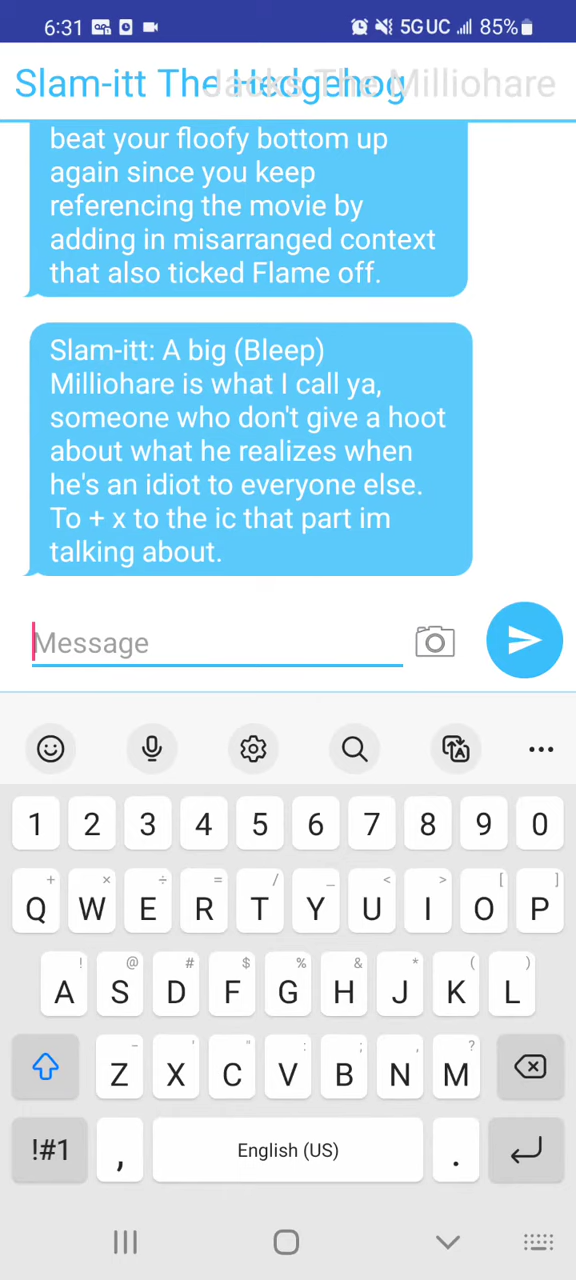 6:31 5GUC 85%
Slam-itt The Hedgehog Jacks The Milliohare
beat your floofy bottom up
again since you keep
referencing the movie by
adding in misarranged context
that also ticked Flame off.
Slam-itt: A big (Bleep)
Milliohare is what I call ya,
someone who don't give a hoot
about what he realizes when
he's an idiot to everyone else.
To + x to the ic that part im
talking about.
Message
1 2 3 4 5 6 7 8 9 0
+ × ÷ = / _ < > [ ]
Q W E R T Y U I O P
! @ # $ % & * ( )
A S D F G H J K L
- ' " : ; , ?
Z X C V B N M
!#1 , English (US) .